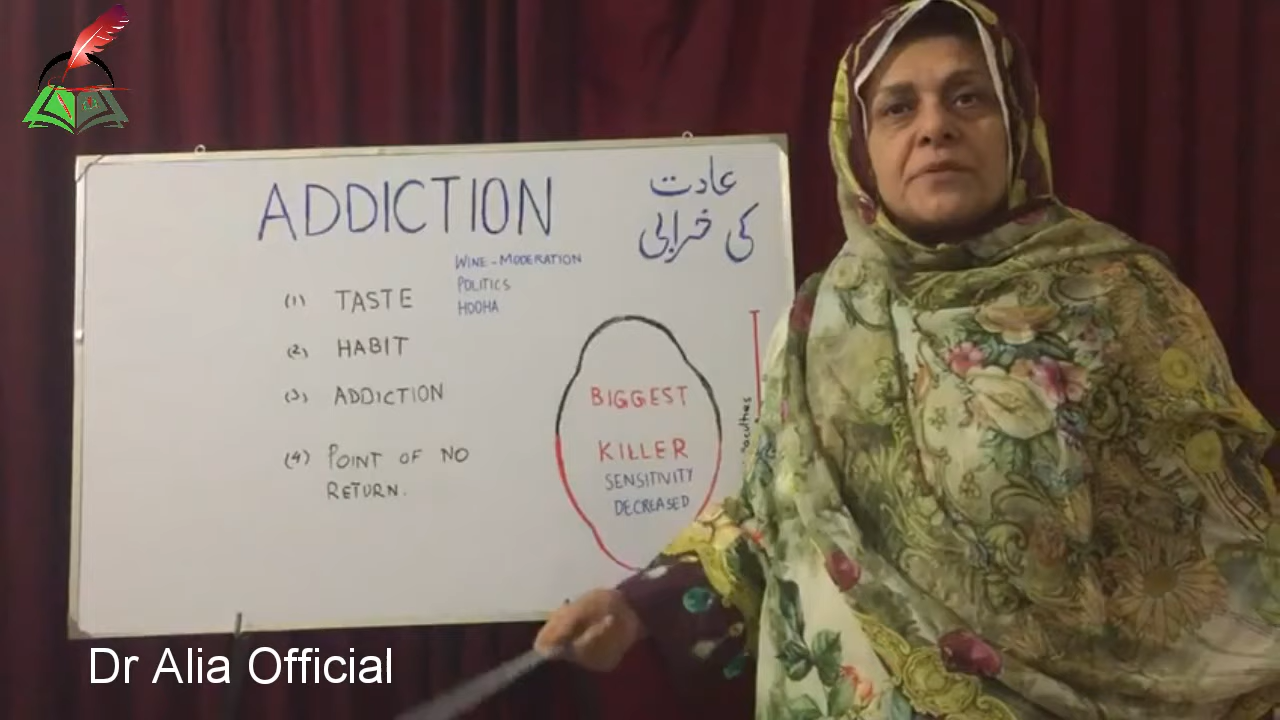 ADDICTION
عادت
کی خرابی
WINE - MODERATION
POLITICS
HOOHA
(1) TASTE
(2) HABIT
(3) ADDICTION
(4) POINT OF NO
RETURN.
BIGGEST
KILLER
SENSITIVITY
DECREASED
faculties
Dr Alia Official